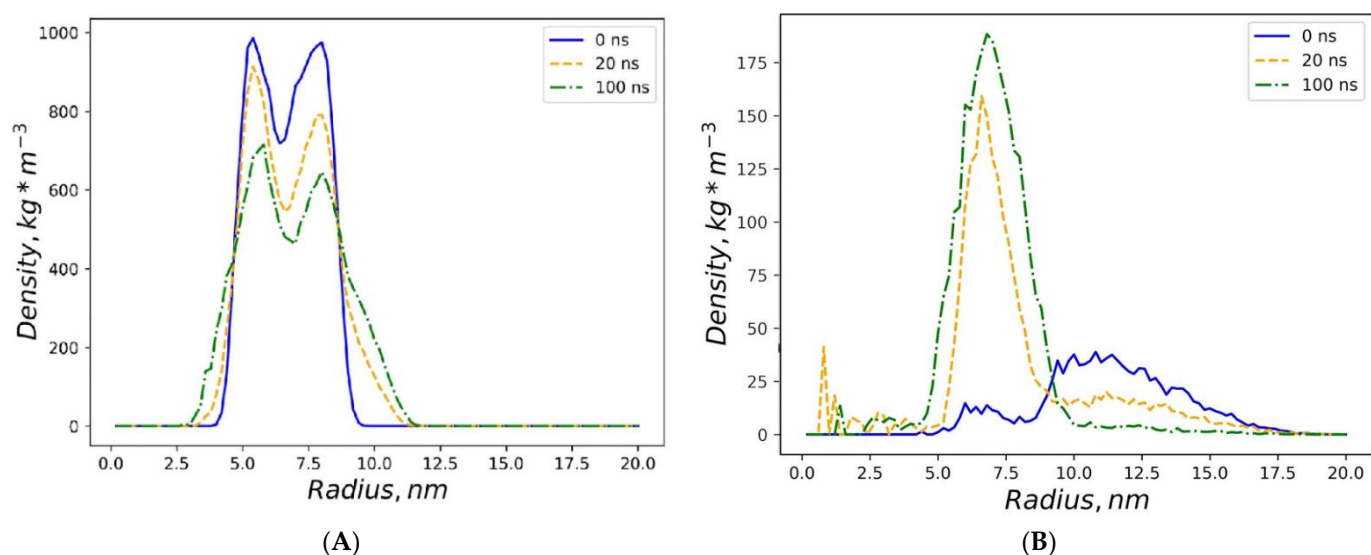 1000
800
600
400
200
0
0.0 2.5 5.0 7.5 10.0 12.5 15.0 17.5 20.0
Density, kg * m⁻³
Radius, nm
0 ns
20 ns
100 ns
(A)
175
150
125
100
75
50
25
0
0.0 2.5 5.0 7.5 10.0 12.5 15.0 17.5 20.0
Density, kg * m⁻³
Radius, nm
0 ns
20 ns
100 ns
(B)